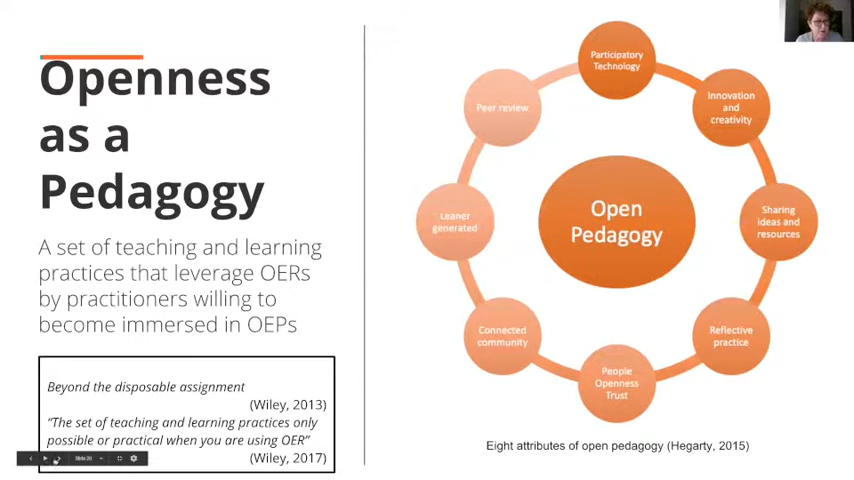 Openness
as a
Pedagogy
A set of teaching and learning
practices that leverage OERs
by practitioners willing to
become immersed in OEPs
Beyond the disposable assignment
(Wiley, 2013)
“The set of teaching and learning practices only
possible or practical when you are using OER”
(Wiley, 2017)
Slide 20
Participatory
Technology
Innovation
and
creativity
Sharing
ideas and
resources
Reflective
practice
People
Openness
Trust
Connected
community
Leaner
generated
Peer review
Open
Pedagogy
Eight attributes of open pedagogy (Hegarty, 2015)